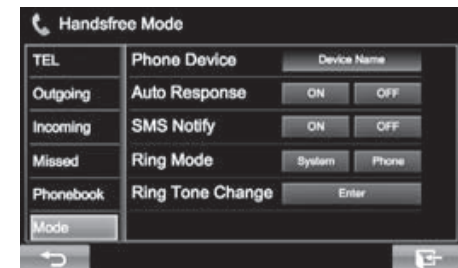 Handsfree Mode
TEL
Phone Device
Device Name
Outgoing
Auto Response
ON
OFF
Incoming
SMS Notify
ON
OFF
Missed
Ring Mode
System
Phone
Phonebook
Ring Tone Change
Enter
Mode